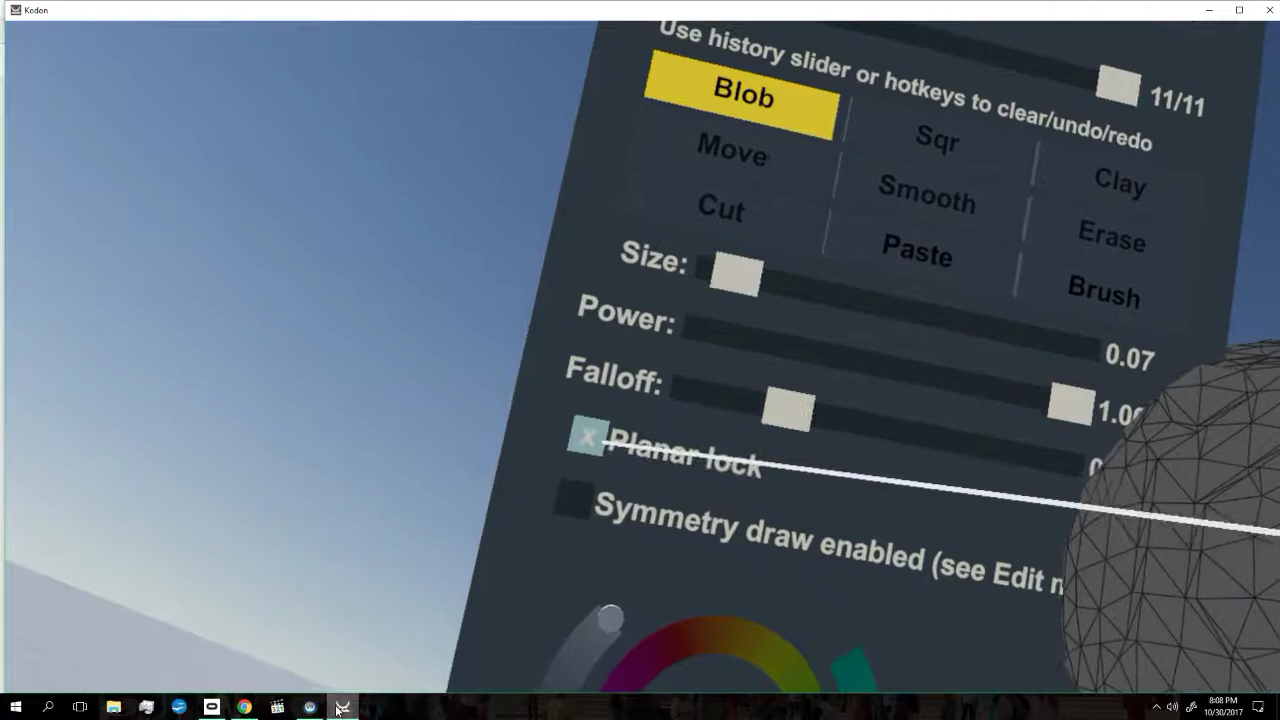 Kodon
11/11
Use history slider or hotkeys to clear/undo/redo
Blob Sqr Clay
Move Smooth Erase
Cut Paste Brush
Size: 0.07
Power:
Falloff:
x Planar lock
Symmetry draw enabled (see Edit
8:08 PM
10/30/2017